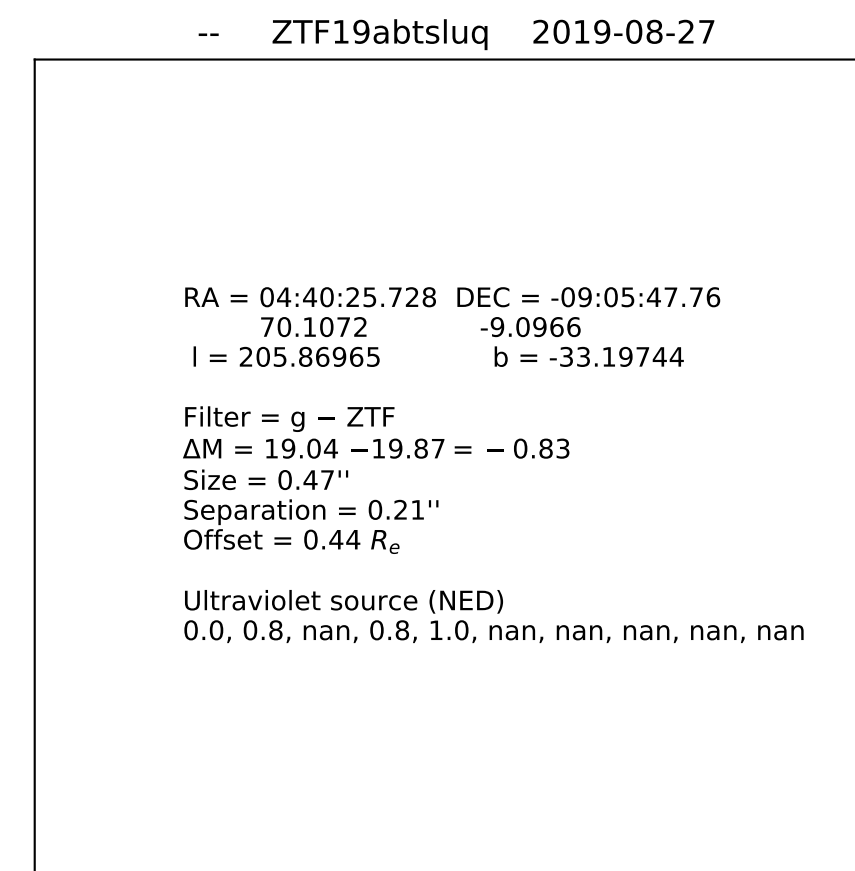 -- ZTF19abtsluq 2019-08-27
RA = 04:40:25.728 DEC = -09:05:47.76
70.1072 -9.0966
l = 205.86965 b = -33.19744
Filter = g − ZTF
ΔM = 19.04 −19.87 = − 0.83
Size = 0.47''
Separation = 0.21''
Offset = 0.44 Re
Ultraviolet source (NED)
0.0, 0.8, nan, 0.8, 1.0, nan, nan, nan, nan, nan